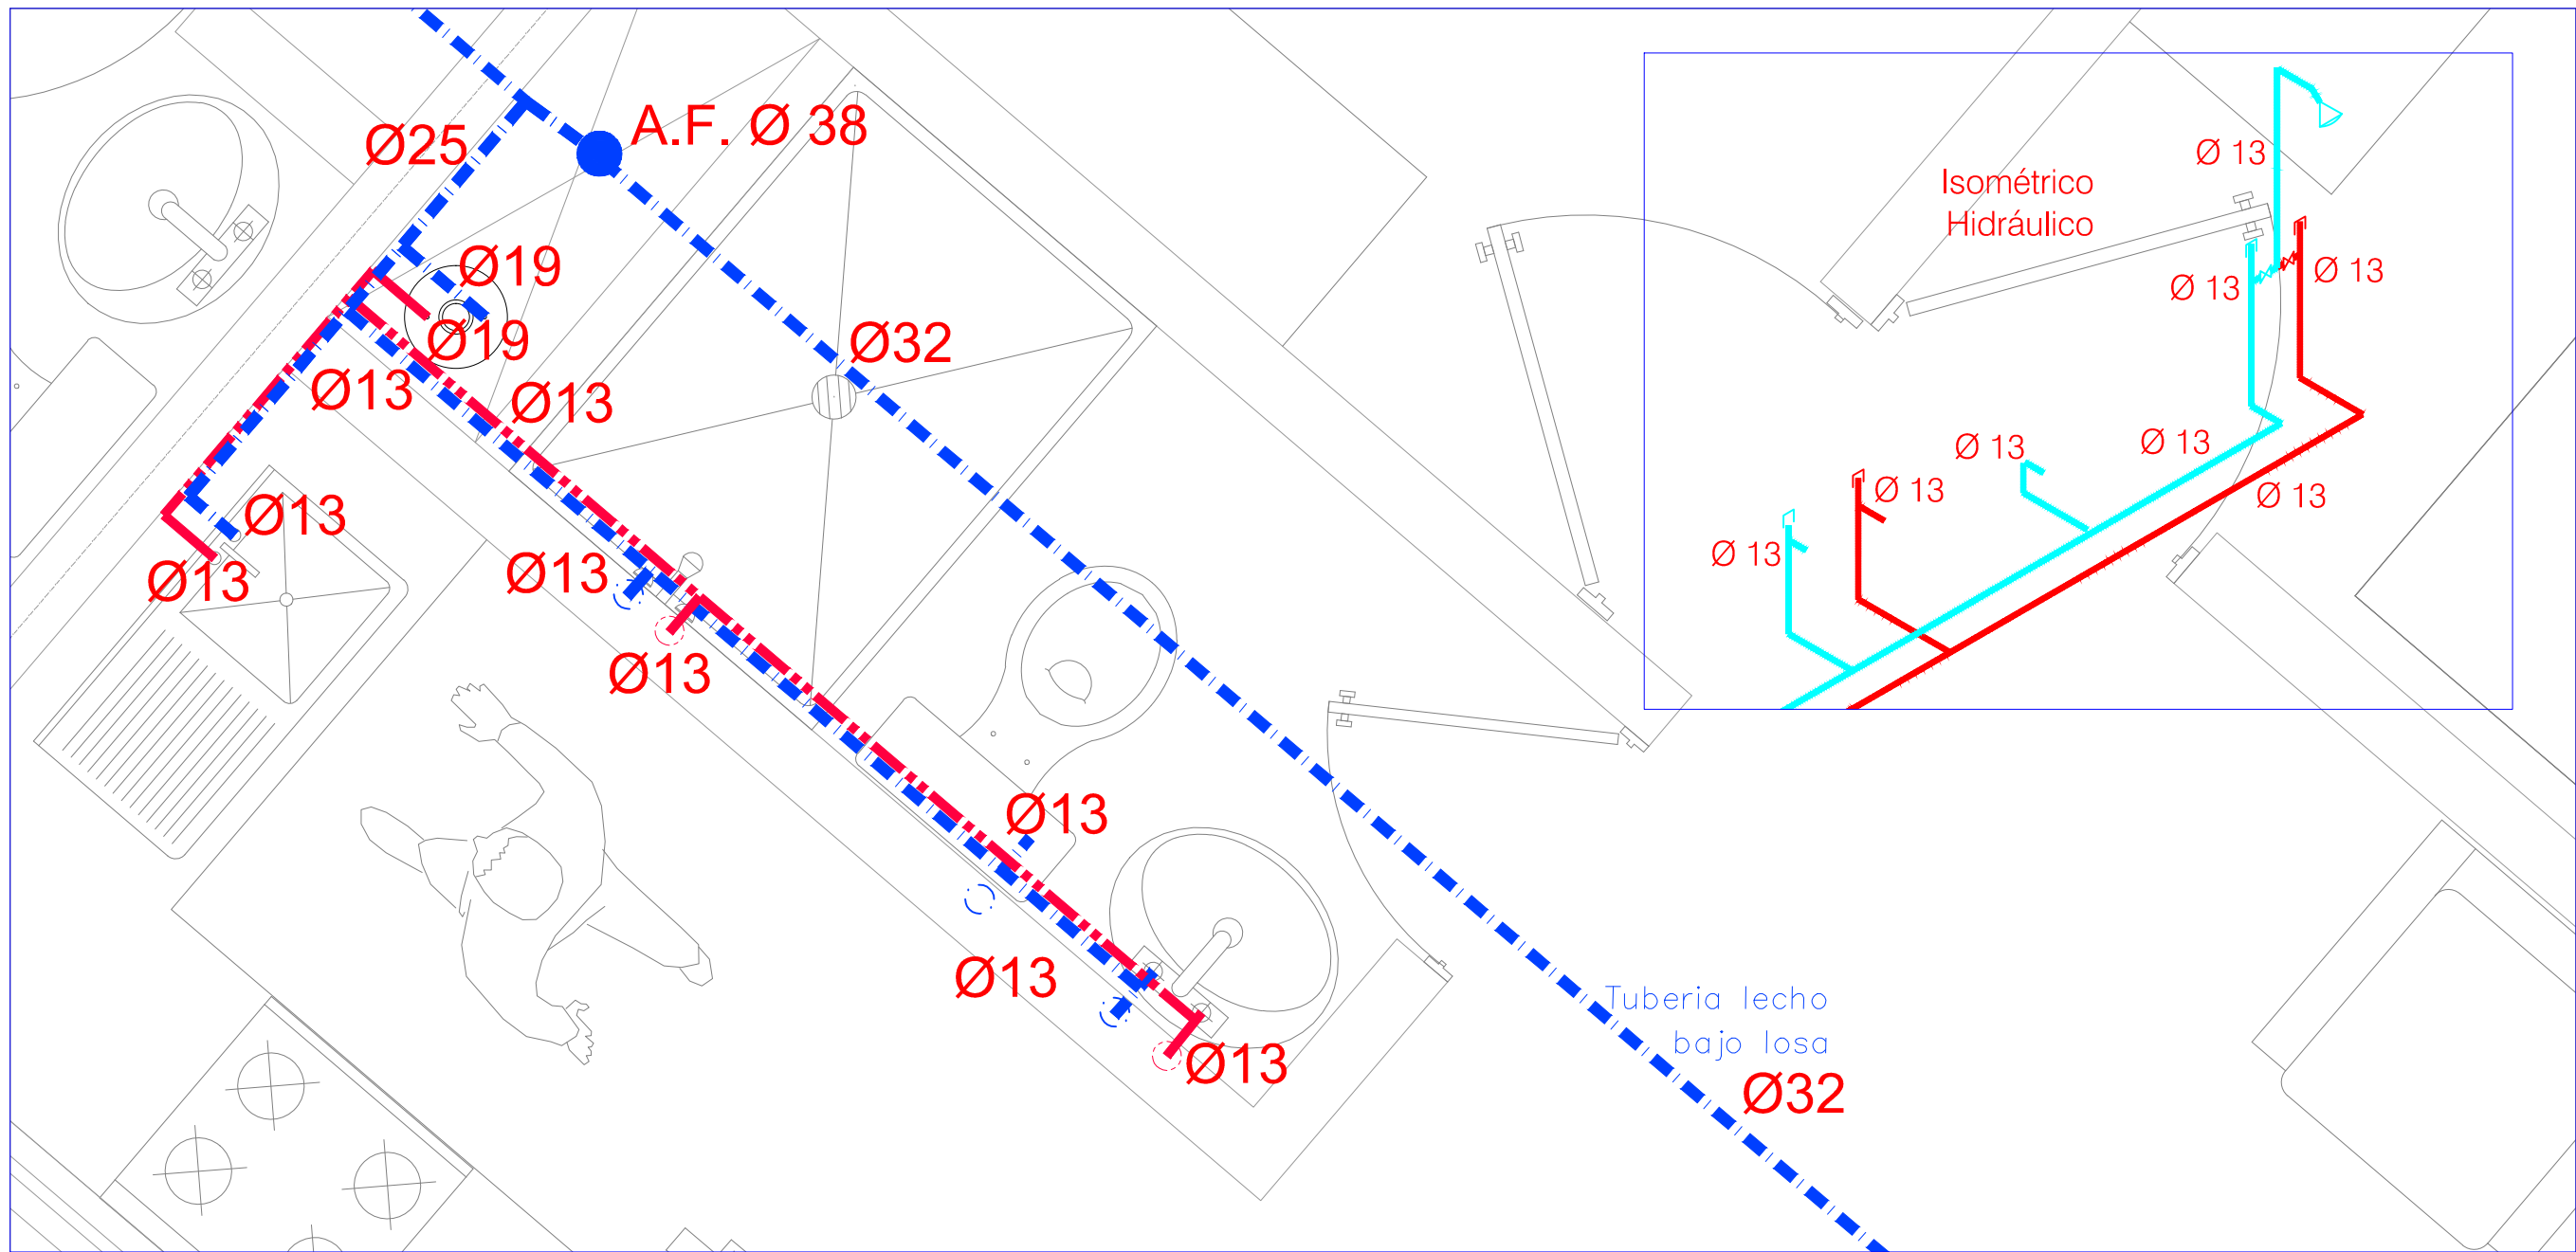 A.F. Ø 38
Ø25
Ø 13
Isométrico
Hidráulico
Ø19
Ø 13
Ø 13
Ø19
Ø32
Ø13
Ø13
Ø 13
Ø 13
Ø 13
Ø 13
Ø13
Ø 13
Ø13
Ø13
Ø13
Ø13
Ø13
Tuberia lecho
bajo losa
Ø13
Ø32